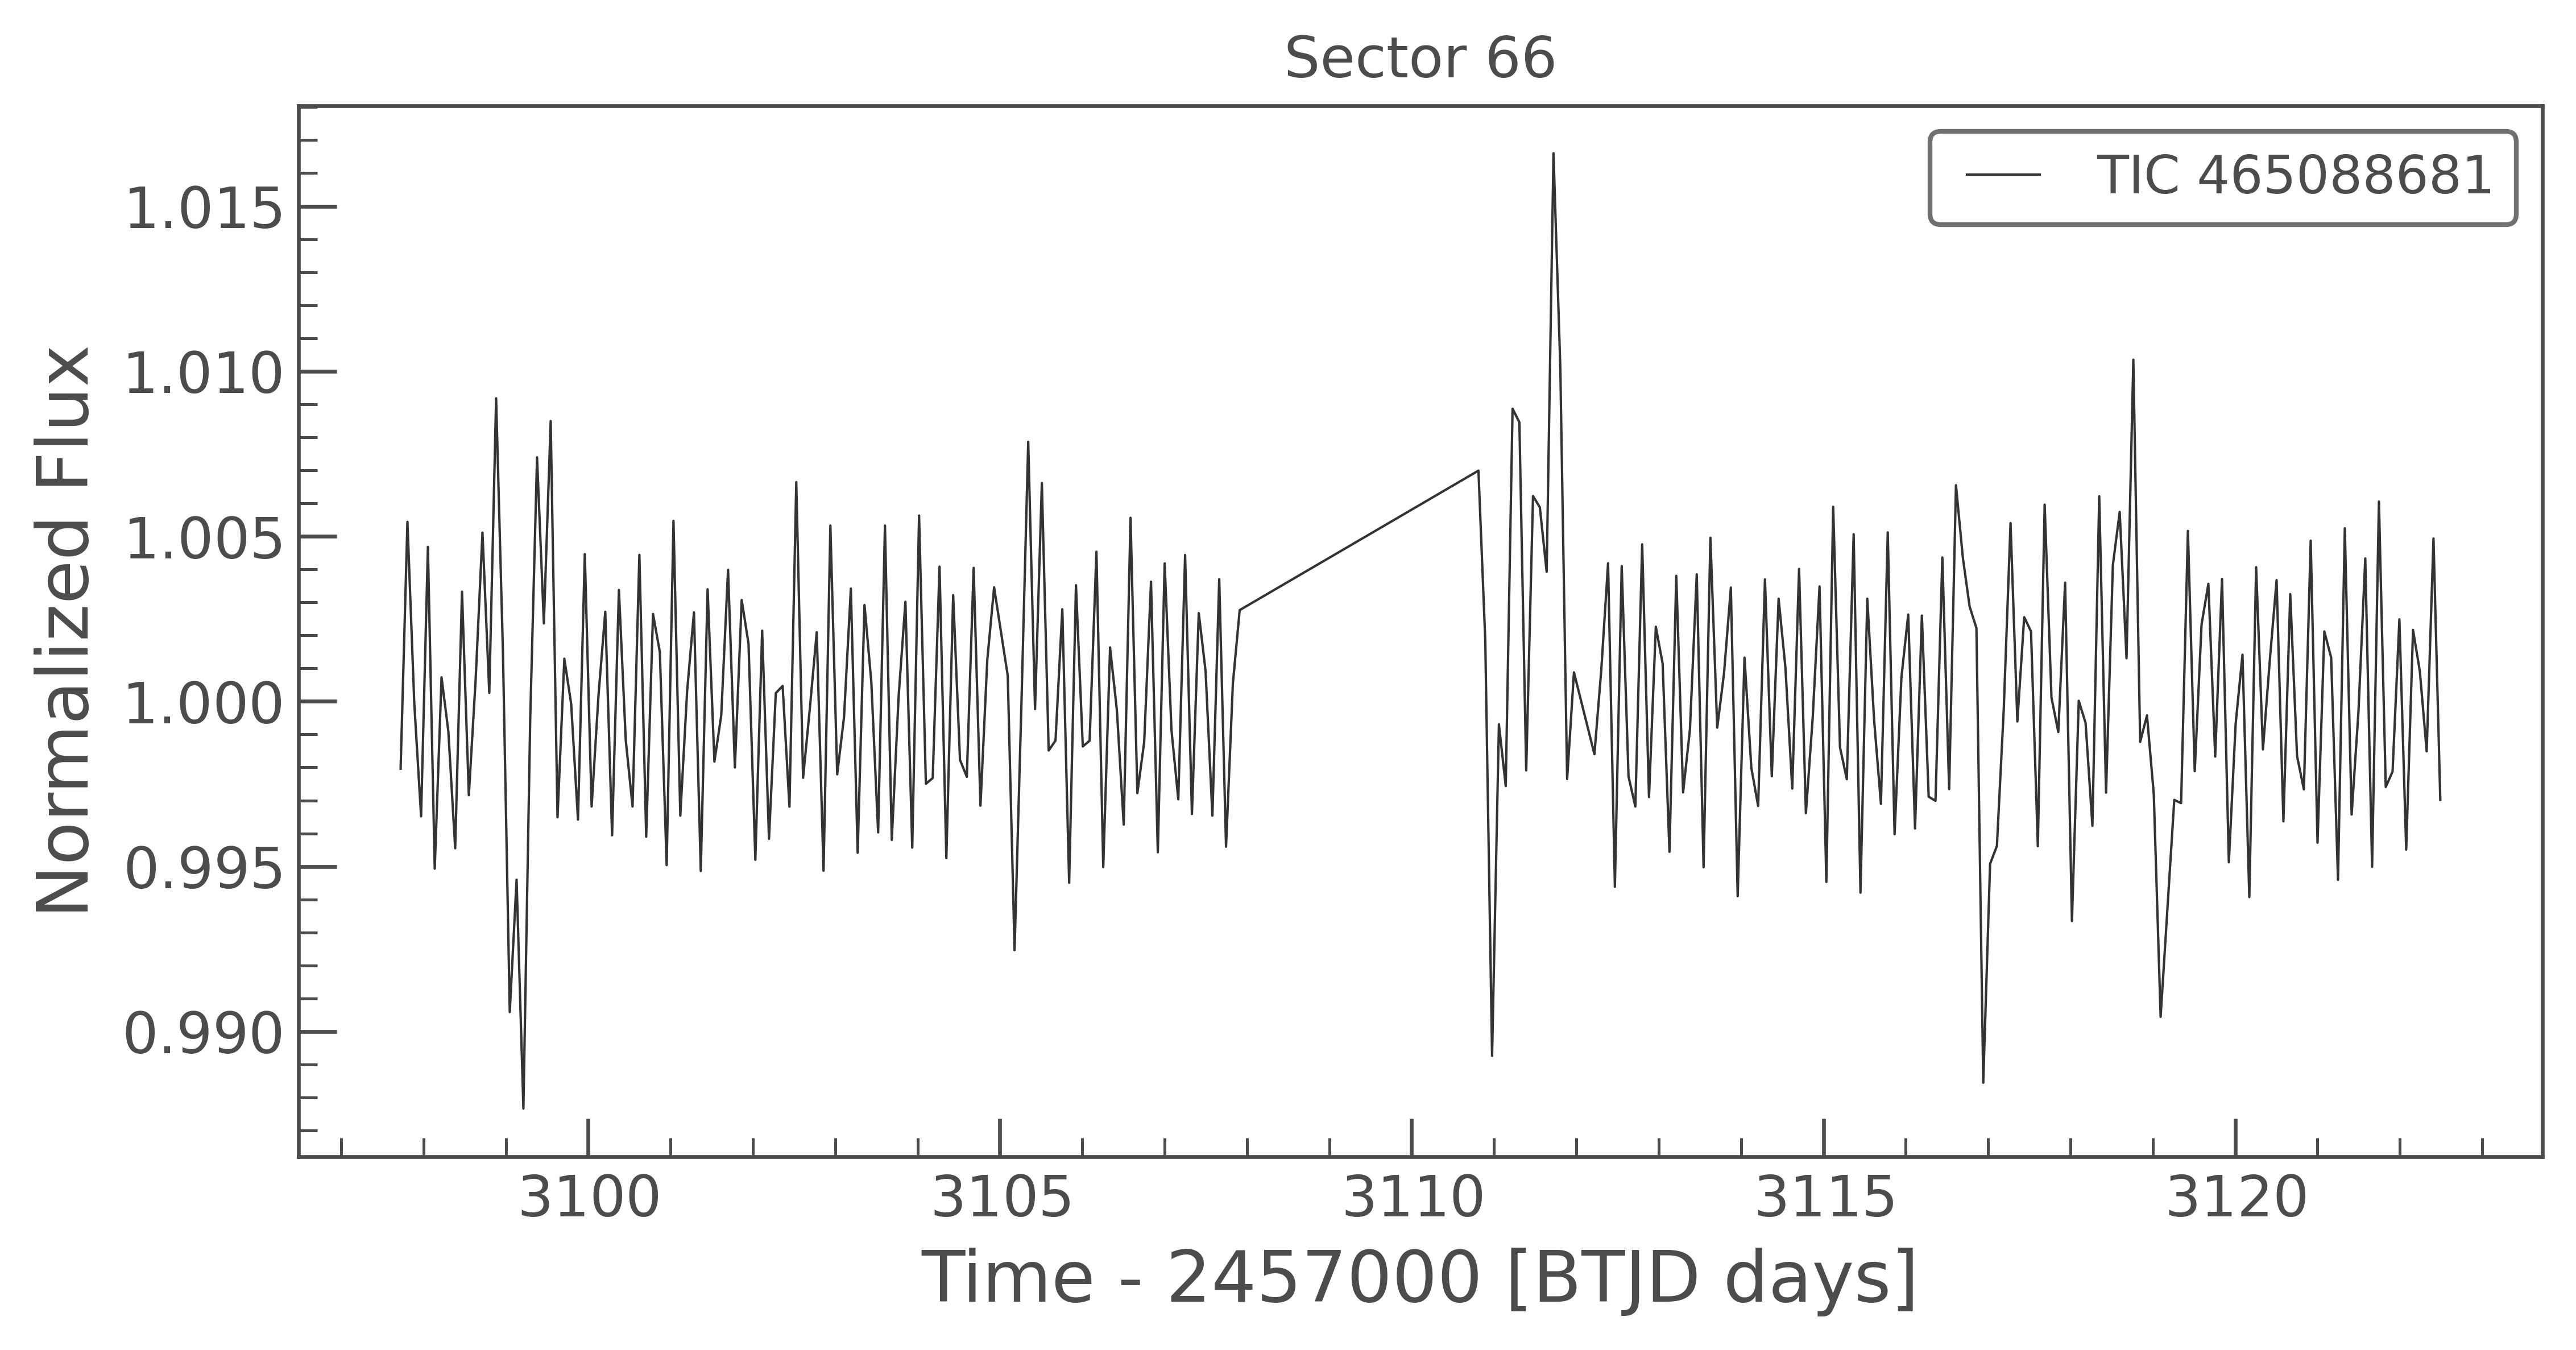 Sector 66
TIC 465088681
Normalized Flux
1.015
1.010
1.005
1.000
0.995
0.990
3100 3105 3110 3115 3120
Time - 2457000 [BTJD days]